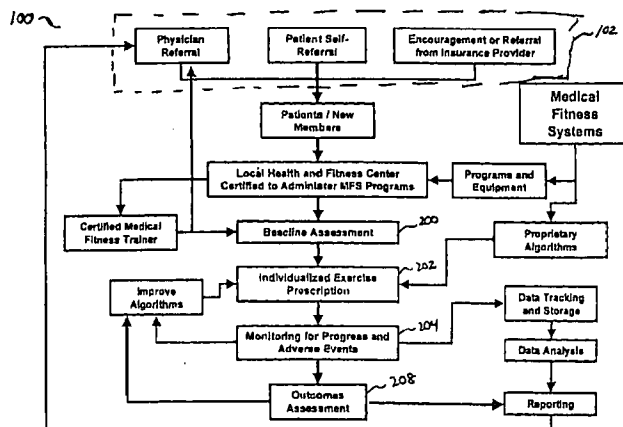 100
Physician
Referral
Patient Self-
Referral
Encouragement or Referral
from Insurance Provider
102
Medical
Fitness
Systems
Patients / New
Members
Local Health and Fitness Center
Certified to Administer MFS Programs
Programs and
Equipment
Certified Medical
Fitness Trainer
Baseline Assessment
200
Proprietary
Algorithms
Individualized Exercise
Prescription
202
Improve
Algorithms
Data Tracking
and Storage
Monitoring for Progress and
Adverse Events
204
Data Analysis
Outcomes
Assessment
208
Reporting